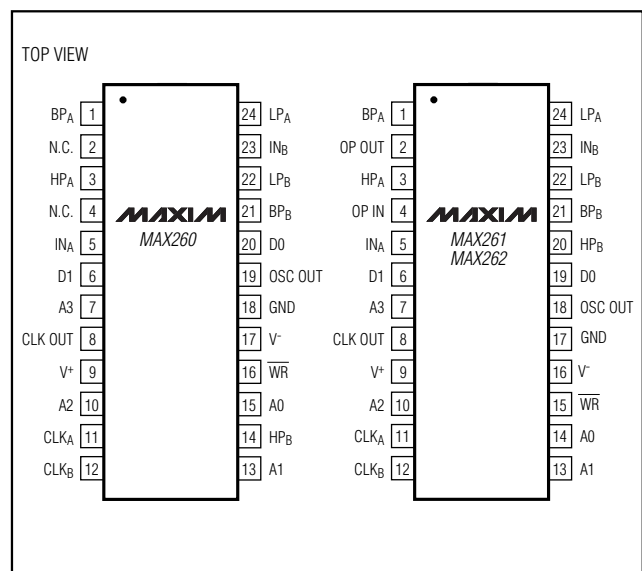 TOP VIEW
BPA 1 24 LPA
N.C. 2 23 INB
HPA 3 22 LPB
N.C. 4 21 BPB
INA 5 20 D0
D1 6 19 OSC OUT
A3 7 18 GND
CLK OUT 8 17 V-
V+ 9 16 WR
A2 10 15 A0
CLKA 11 14 HPB
CLKB 12 13 A1
MAXIM
MAX260
BPA 1 24 LPA
OP OUT 2 23 INB
HPA 3 22 LPB
OP IN 4 21 BPB
INA 5 20 HPB
D1 6 19 D0
A3 7 18 OSC OUT
CLK OUT 8 17 GND
V+ 9 16 V-
A2 10 15 WR
CLKA 11 14 A0
CLKB 12 13 A1
MAXIM
MAX261
MAX262